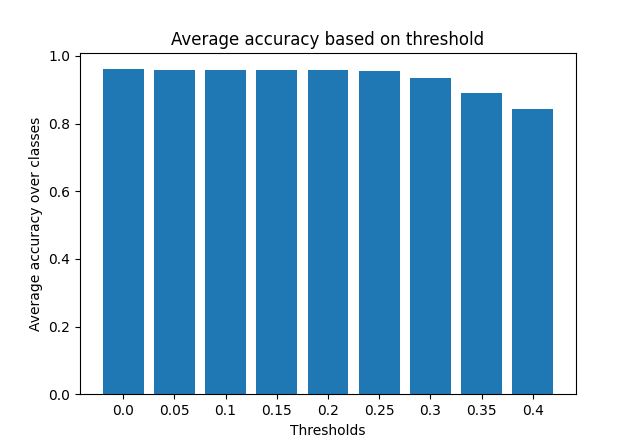 Average accuracy based on threshold
Average accuracy over classes
1.0
0.8
0.6
0.4
0.2
0.0
0.0 0.05 0.1 0.15 0.2 0.25 0.3 0.35 0.4
Thresholds